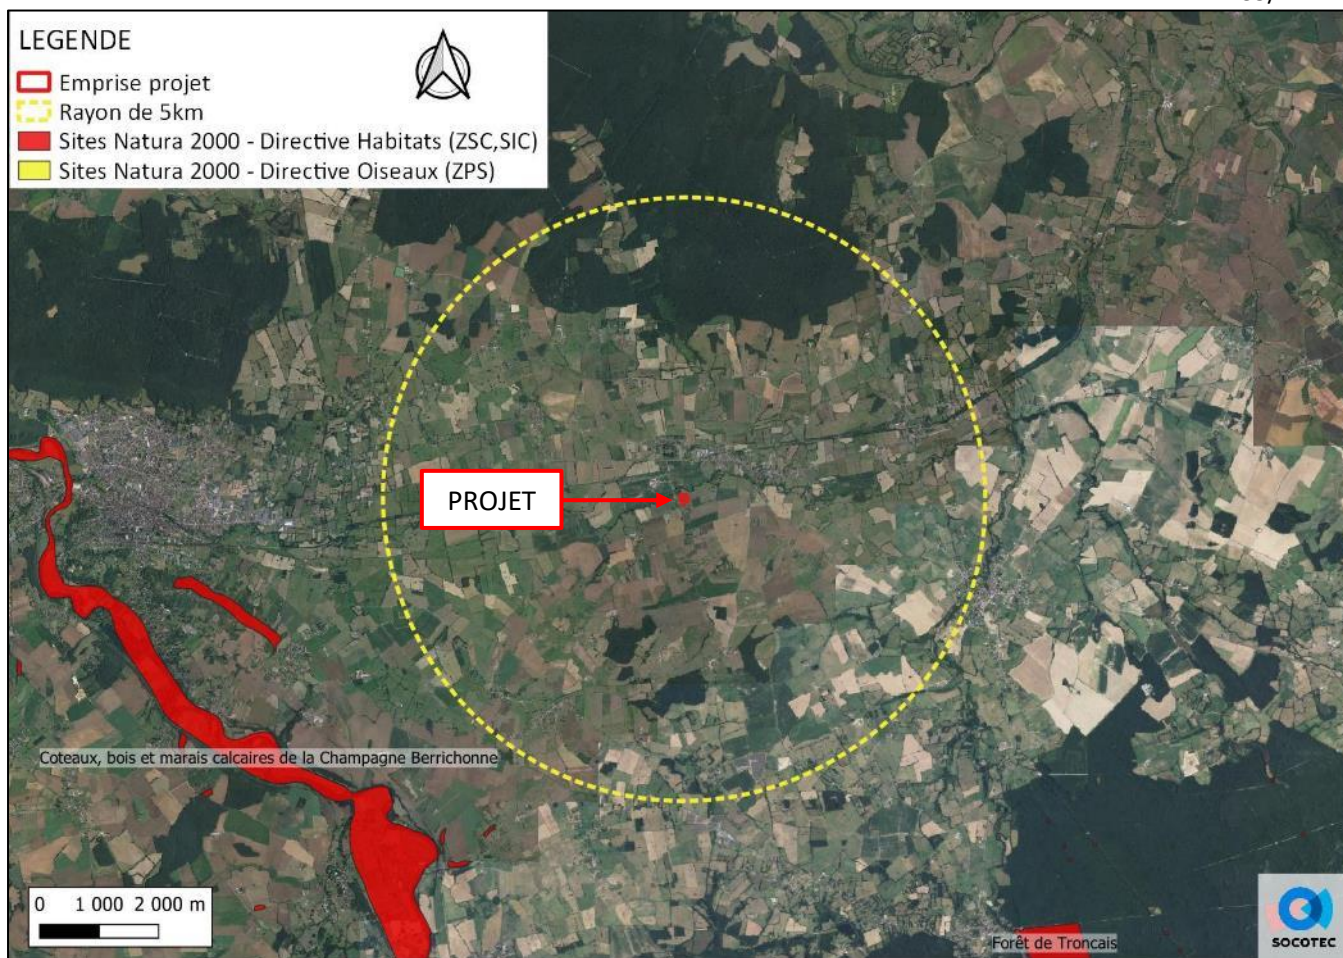 LEGENDE
Emprise projet
Rayon de 5km
Sites Natura 2000 - Directive Habitats (ZSC,SIC)
Sites Natura 2000 - Directive Oiseaux (ZPS)
PROJET
Coteaux, bois et marais calcaires de la Champagne Berrichonne
0 1 000 2 000 m
Forêt de Troncais
SOCOTEC